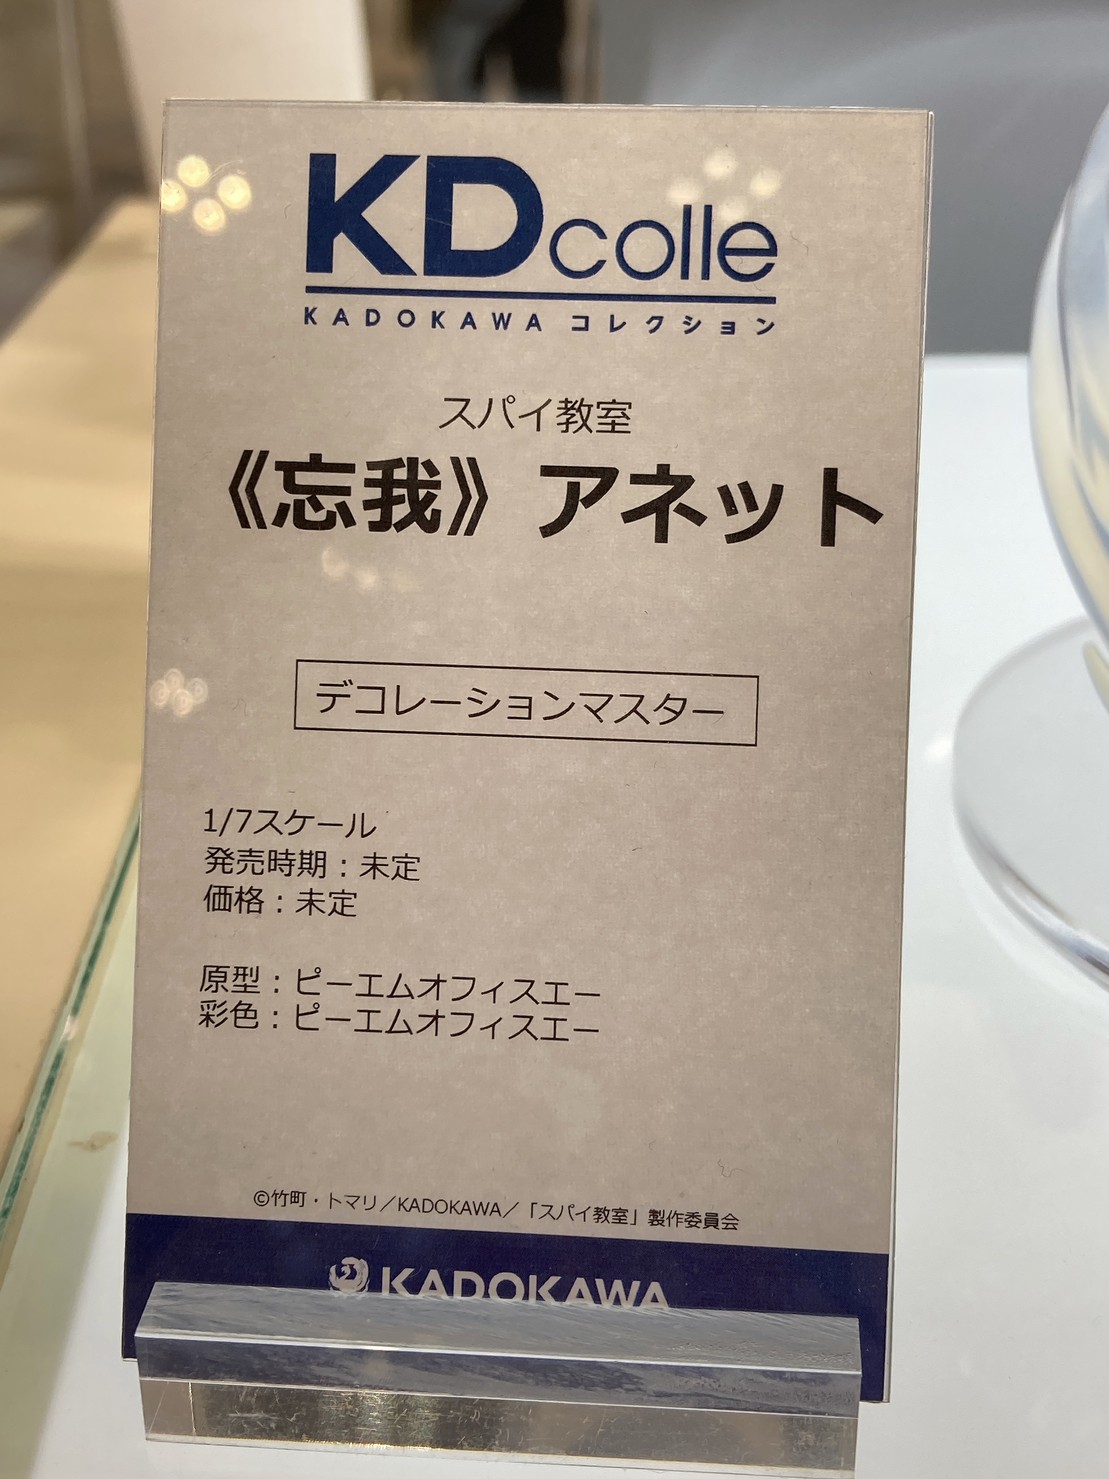 KDcolle
KADOKAWA コレクション
スパイ教室
《忘我》アネット
デコレーションマスター
1/7スケール
発売時期：未定
価格：未定
原型：ピーエムオフィスエー
彩色：ピーエムオフィスエー
©竹町・トマリ／KADOKAWA／「スパイ教室」製作委員会
KADOKAWA